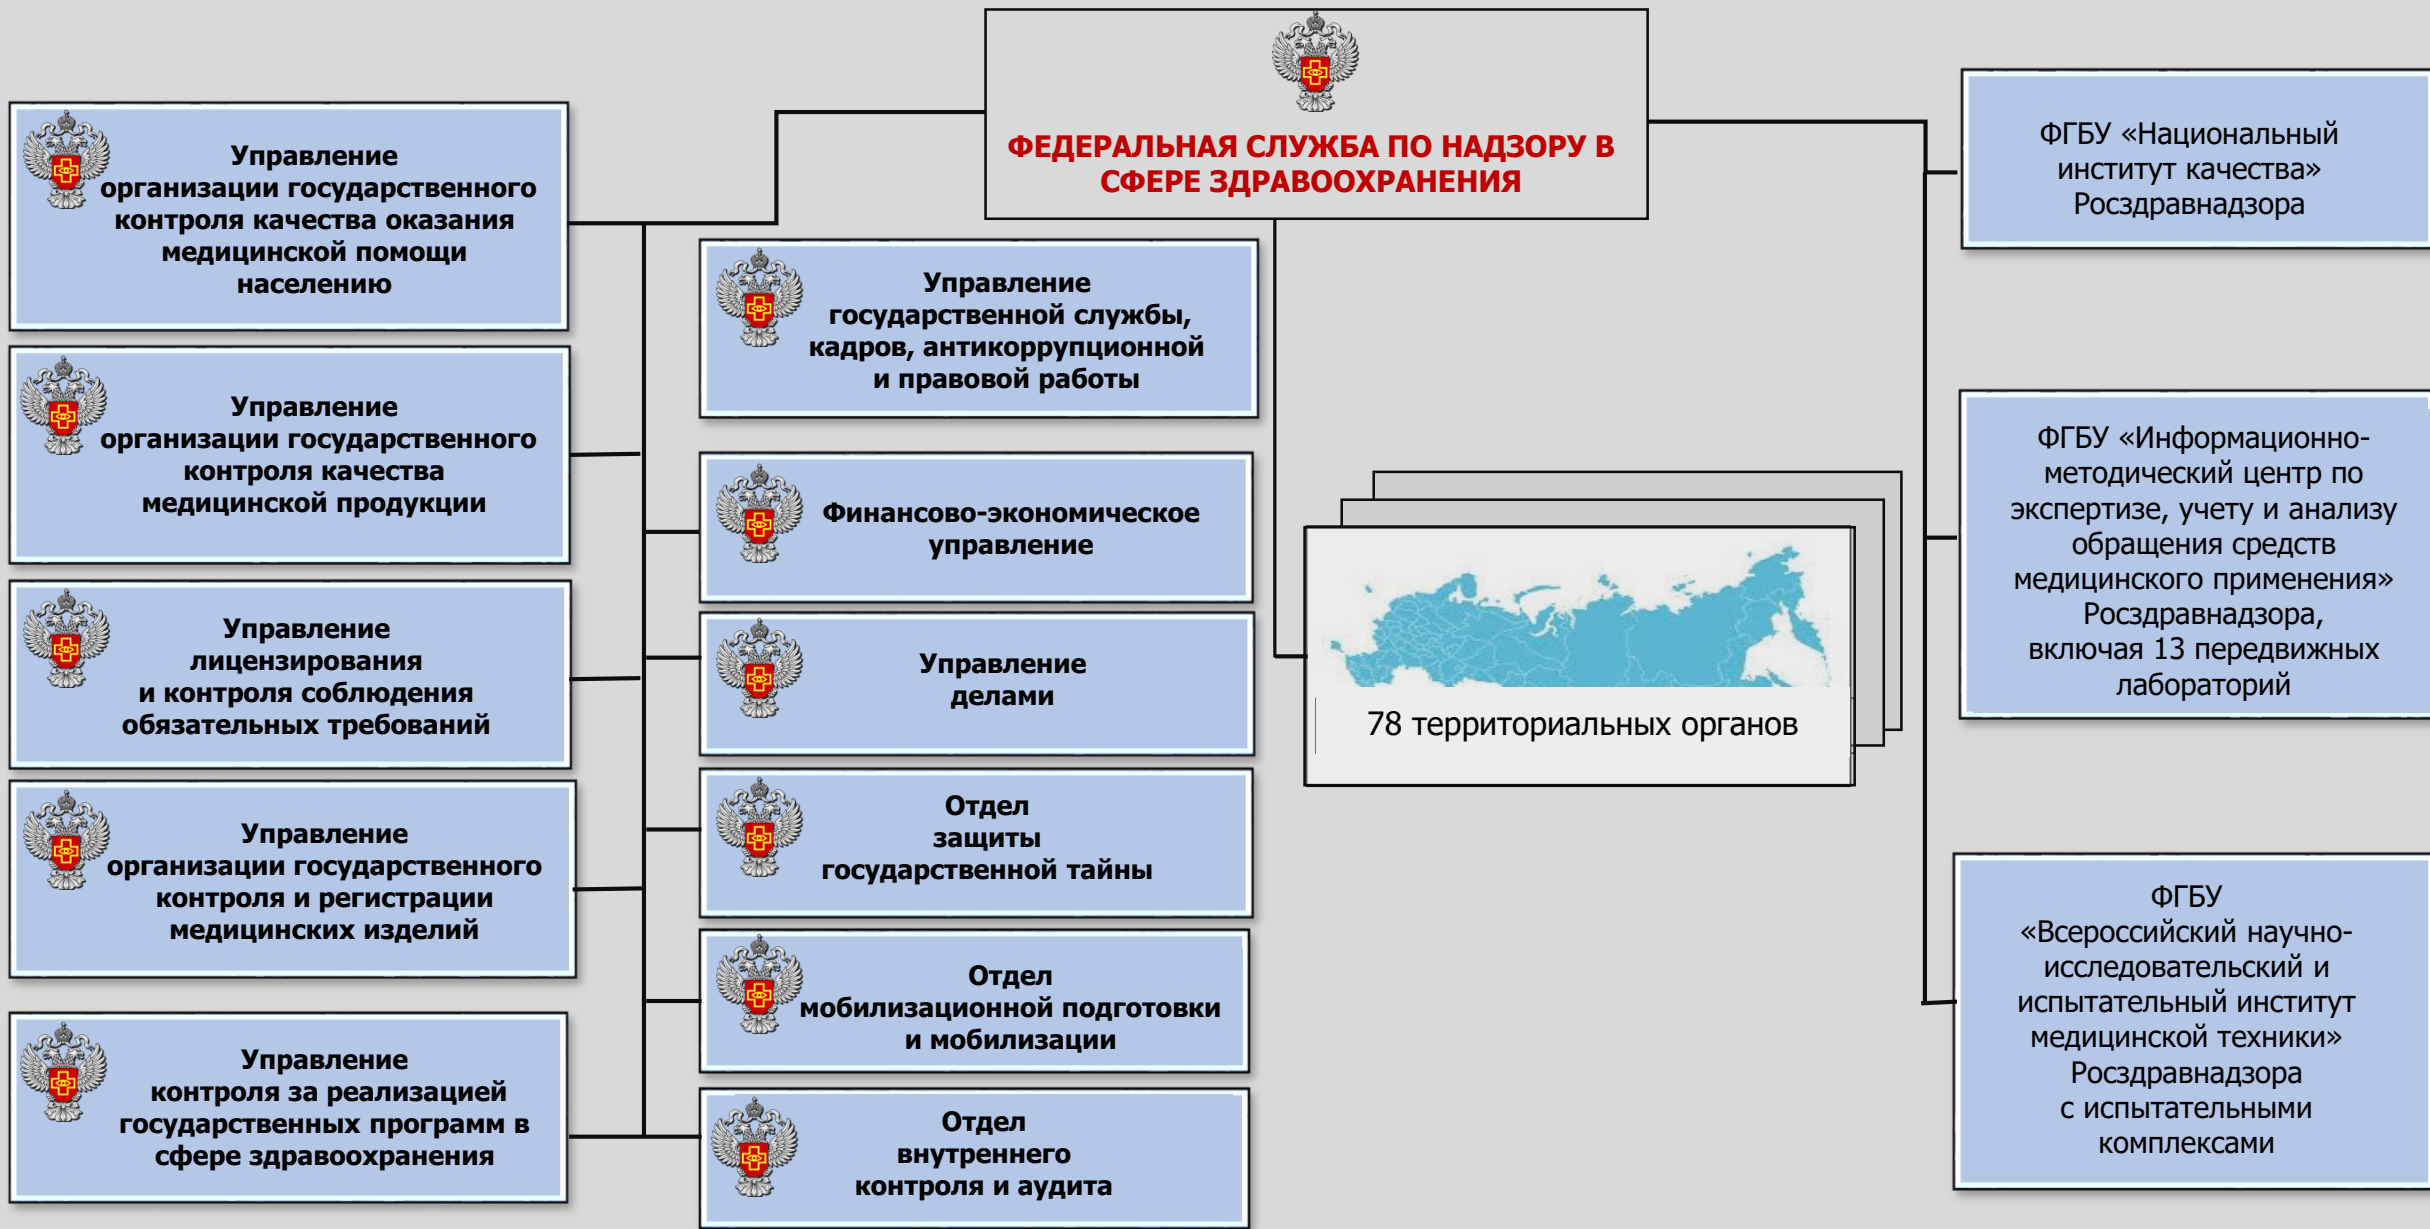 ФЕДЕРАЛЬНАЯ СЛУЖБА ПО НАДЗОРУ В
СФЕРЕ ЗДРАВООХРАНЕНИЯ
Управление
организации государственного
контроля качества оказания
медицинской помощи
населению
Управление
организации государственного
контроля качества
медицинской продукции
Управление
лицензирования
и контроля соблюдения
обязательных требований
Управление
организации государственного
контроля и регистрации
медицинских изделий
Управление
контроля за реализацией
государственных программ в
сфере здравоохранения
Управление
государственной службы,
кадров, антикоррупционной
и правовой работы
Финансово-экономическое
управление
Управление
делами
Отдел
защиты
государственной тайны
Отдел
мобилизационной подготовки
и мобилизации
Отдел
внутреннего
контроля и аудита
78 территориальных органов
ФГБУ «Национальный
институт качества»
Росздравнадзора
ФГБУ «Информационно-
методический центр по
экспертизе, учету и анализу
обращения средств
медицинского применения»
Росздравнадзора,
включая 13 передвижных
лабораторий
ФГБУ
«Всероссийский научно-
исследовательский и
испытательный институт
медицинской техники»
Росздравнадзора
с испытательными
комплексами